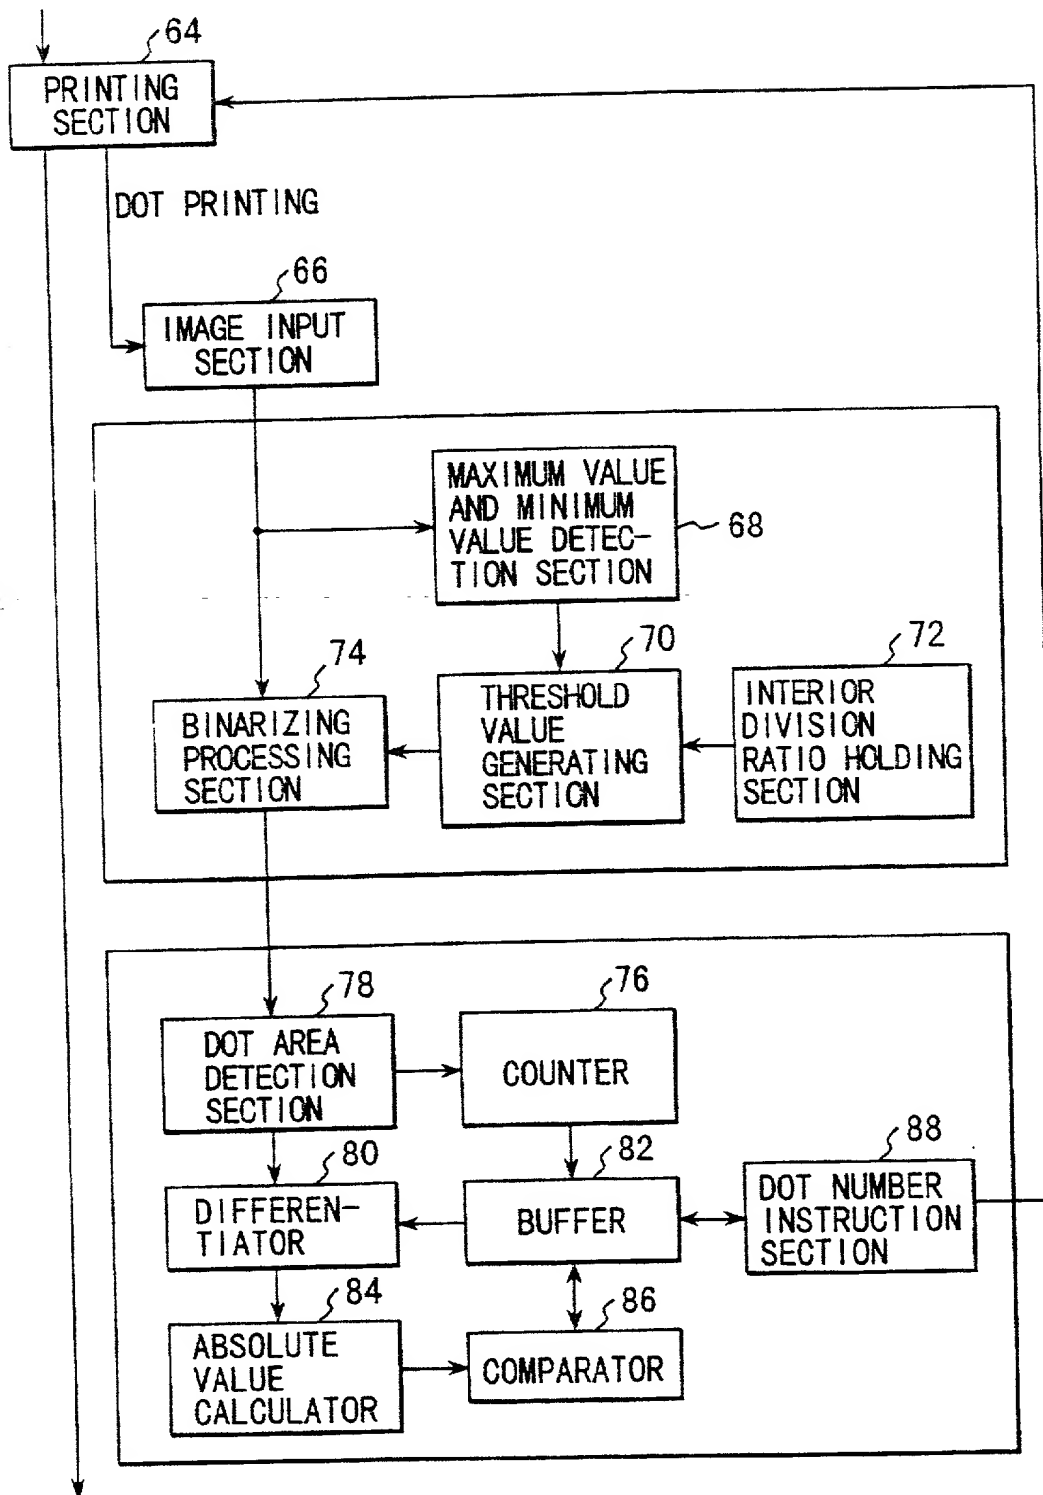 64
PRINTING
SECTION
DOT PRINTING
66
IMAGE INPUT
SECTION
MAXIMUM VALUE
AND MINIMUM
VALUE DETEC-
TION SECTION
68
74
BINARIZING
PROCESSING
SECTION
70
THRESHOLD
VALUE
GENERATING
SECTION
72
INTERIOR
DIVISION
RATIO HOLDING
SECTION
78
DOT AREA
DETECTION
SECTION
76
COUNTER
80
DIFFEREN-
TIATOR
82
BUFFER
88
DOT NUMBER
INSTRUCTION
SECTION
84
ABSOLUTE
VALUE
CALCULATOR
86
COMPARATOR